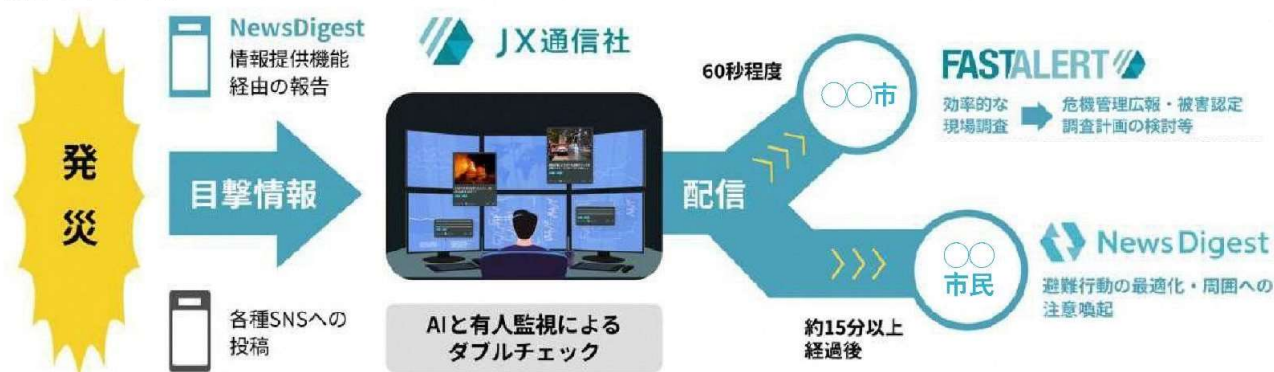 発
災
NewsDigest
情報提供機能
経由の報告
目撃情報
各種SNSへの
投稿
JX通信社
AIと有人監視による
ダブルチェック
配信
60秒程度
○○市
FASTALERT
効率的な
現場調査
危機管理広報・被害認定
調査計画の検討等
約15分以上
経過後
○○
市民
NewsDigest
避難行動の最適化・周囲への
注意喚起